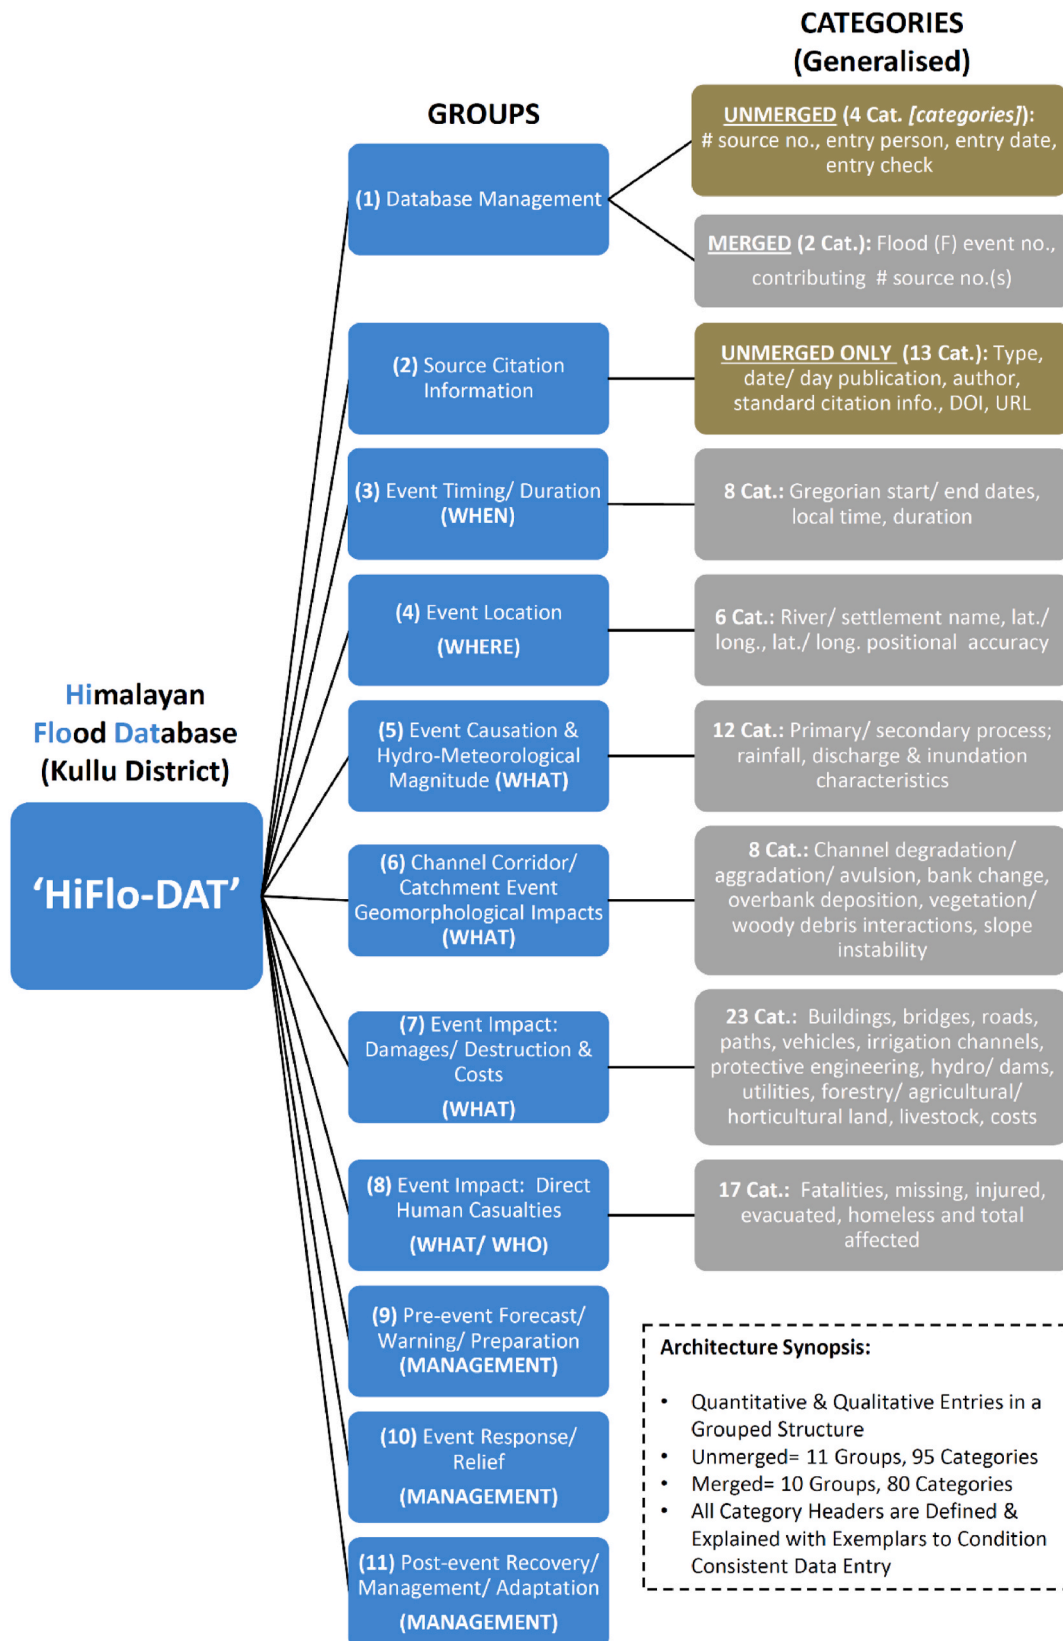 CATEGORIES
(Generalised)
GROUPS
Himalayan
Flood Database
(Kullu District)
‘HiFlo-DAT’
(1) Database Management
UNMERGED (4 Cat. [categories]):
# source no., entry person, entry date,
entry check
MERGED (2 Cat.): Flood (F) event no.,
contributing # source no.(s)
(2) Source Citation
Information
UNMERGED ONLY (13 Cat.): Type,
date/ day publication, author,
standard citation info., DOI, URL
(3) Event Timing/ Duration
(WHEN)
8 Cat.: Gregorian start/ end dates,
local time, duration
(4) Event Location
(WHERE)
6 Cat.: River/ settlement name, lat./
long., lat./ long. positional accuracy
(5) Event Causation &
Hydro-Meteorological
Magnitude (WHAT)
12 Cat.: Primary/ secondary process;
rainfall, discharge & inundation
characteristics
(6) Channel Corridor/
Catchment Event
Geomorphological Impacts
(WHAT)
8 Cat.: Channel degradation/
aggradation/ avulsion, bank change,
overbank deposition, vegetation/
woody debris interactions, slope
instability
(7) Event Impact:
Damages/ Destruction &
Costs
(WHAT)
23 Cat.: Buildings, bridges, roads,
paths, vehicles, irrigation channels,
protective engineering, hydro/ dams,
utilities, forestry/ agricultural/
horticultural land, livestock, costs
(8) Event Impact: Direct
Human Casualties
(WHAT/ WHO)
17 Cat.: Fatalities, missing, injured,
evacuated, homeless and total
affected
(9) Pre-event Forecast/
Warning/ Preparation
(MANAGEMENT)
(10) Event Response/
Relief
(MANAGEMENT)
(11) Post-event Recovery/
Management/ Adaptation
(MANAGEMENT)
Architecture Synopsis:
• Quantitative & Qualitative Entries in a
Grouped Structure
• Unmerged= 11 Groups, 95 Categories
• Merged= 10 Groups, 80 Categories
• All Category Headers are Defined &
Explained with Exemplars to Condition
Consistent Data Entry